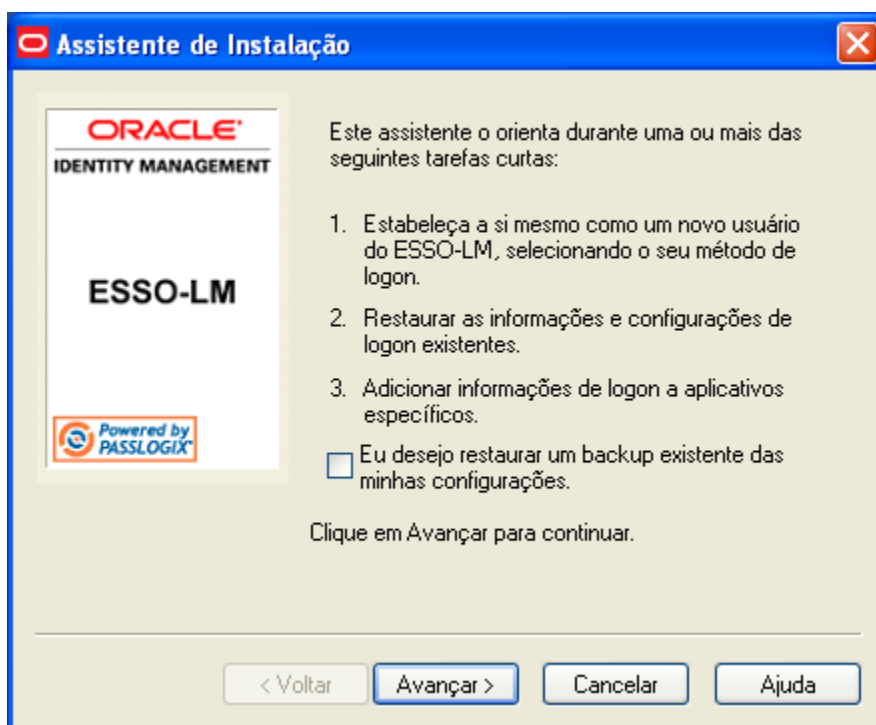 Assistente de Instalação
ORACLE
IDENTITY MANAGEMENT
ESSO-LM
Powered by
PASSLOGIX
Este assistente o orienta durante uma ou mais das
seguintes tarefas curtas:
1. Estabeleça a si mesmo como um novo usuário
do ESSO-LM, selecionando o seu método de
logon.
2. Restaurar as informações e configurações de
logon existentes.
3. Adicionar informações de logon a aplicativos
específicos.
Eu desejo restaurar um backup existente das
minhas configurações.
Clique em Avançar para continuar.
< Voltar
Avançar >
Cancelar
Ajuda